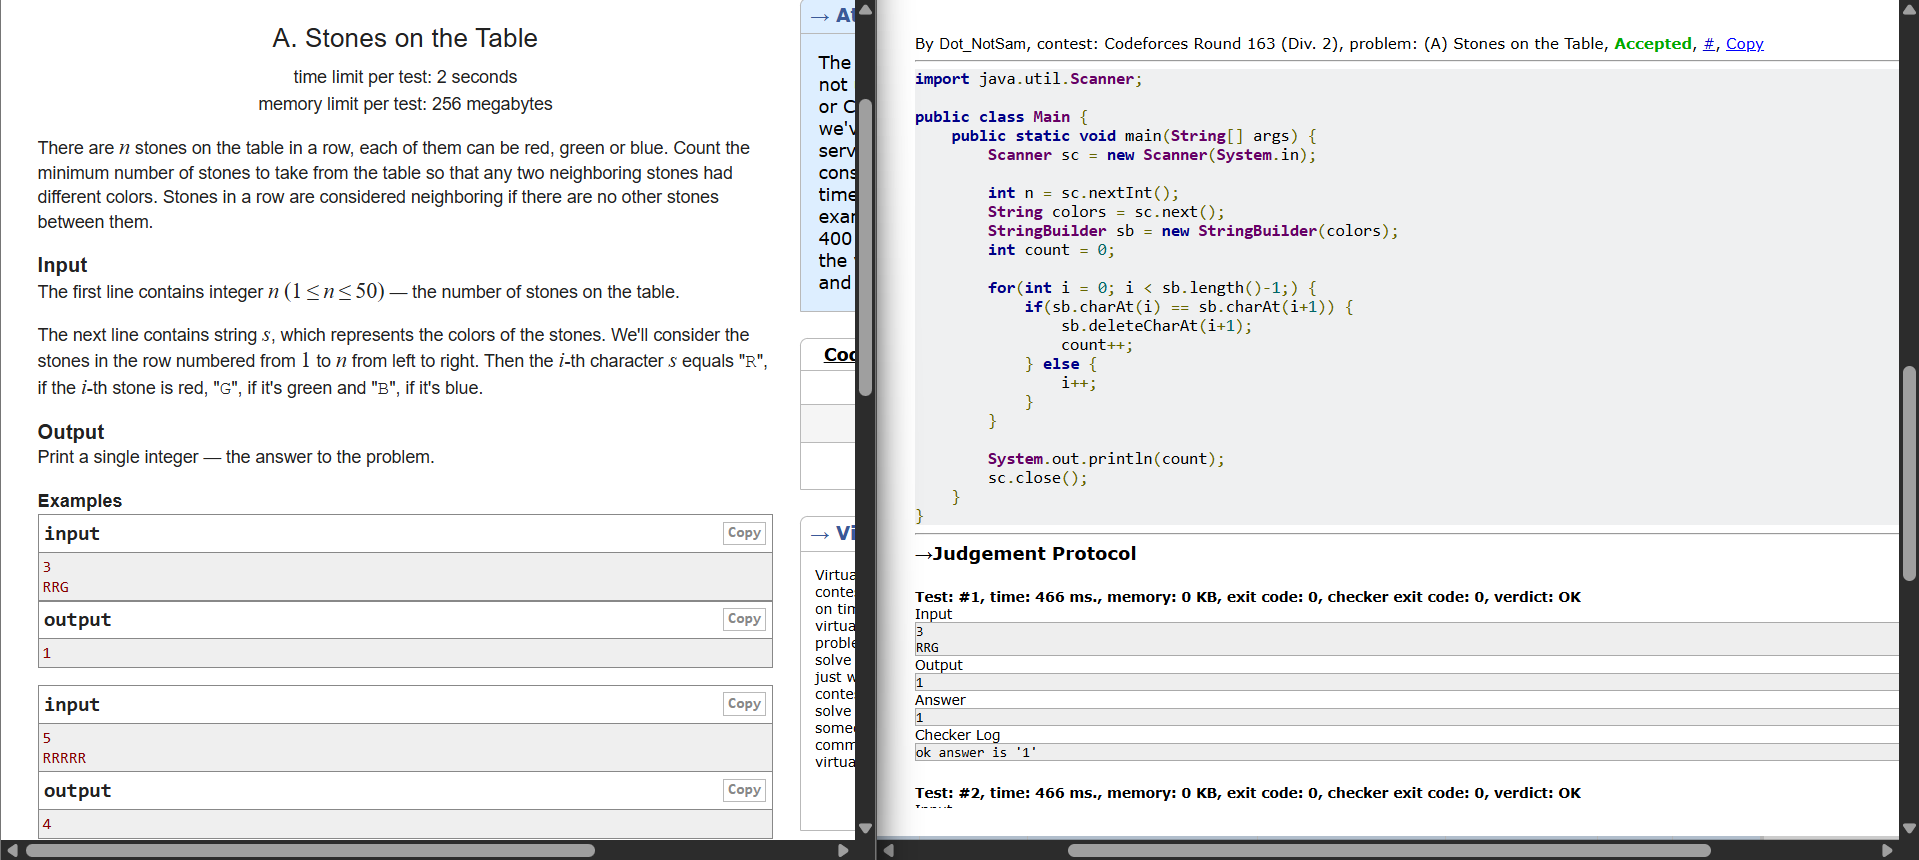 A. Stones on the Table
time limit per test: 2 seconds
memory limit per test: 256 megabytes
There are n stones on the table in a row, each of them can be red, green or blue. Count the
minimum number of stones to take from the table so that any two neighboring stones had
different colors. Stones in a row are considered neighboring if there are no other stones
between them.
Input
The first line contains integer n (1 ≤ n ≤ 50) — the number of stones on the table.
The next line contains string s, which represents the colors of the stones. We'll consider the
stones in the row numbered from 1 to n from left to right. Then the i-th character s equals "R",
if the i-th stone is red, "G", if it's green and "B", if it's blue.
Output
Print a single integer — the answer to the problem.
Examples
input
Copy
3
RRG
output
Copy
1
input
Copy
5
RRRRR
output
Copy
4
→ At
The
not
or C
we'v
serv
cons
time
exar
400
the
and
Coc
→ Vi
Virtua
conte
on tim
virtua
proble
solve
just w
conte
solve
some
comm
virtua
By Dot_NotSam, contest: Codeforces Round 163 (Div. 2), problem: (A) Stones on the Table, Accepted, #, Copy
import java.util.Scanner;
public class Main {
    public static void main(String[] args) {
        Scanner sc = new Scanner(System.in);
        int n = sc.nextInt();
        String colors = sc.next();
        StringBuilder sb = new StringBuilder(colors);
        int count = 0;
        for(int i = 0; i < sb.length()-1;) {
            if(sb.charAt(i) == sb.charAt(i+1)) {
                sb.deleteCharAt(i+1);
                count++;
            } else {
                i++;
            }
        }
        System.out.println(count);
        sc.close();
    }
}
→Judgement Protocol
Test: #1, time: 466 ms., memory: 0 KB, exit code: 0, checker exit code: 0, verdict: OK
Input
3
RRG
Output
1
Answer
1
Checker Log
ok answer is '1'
Test: #2, time: 466 ms., memory: 0 KB, exit code: 0, checker exit code: 0, verdict: OK